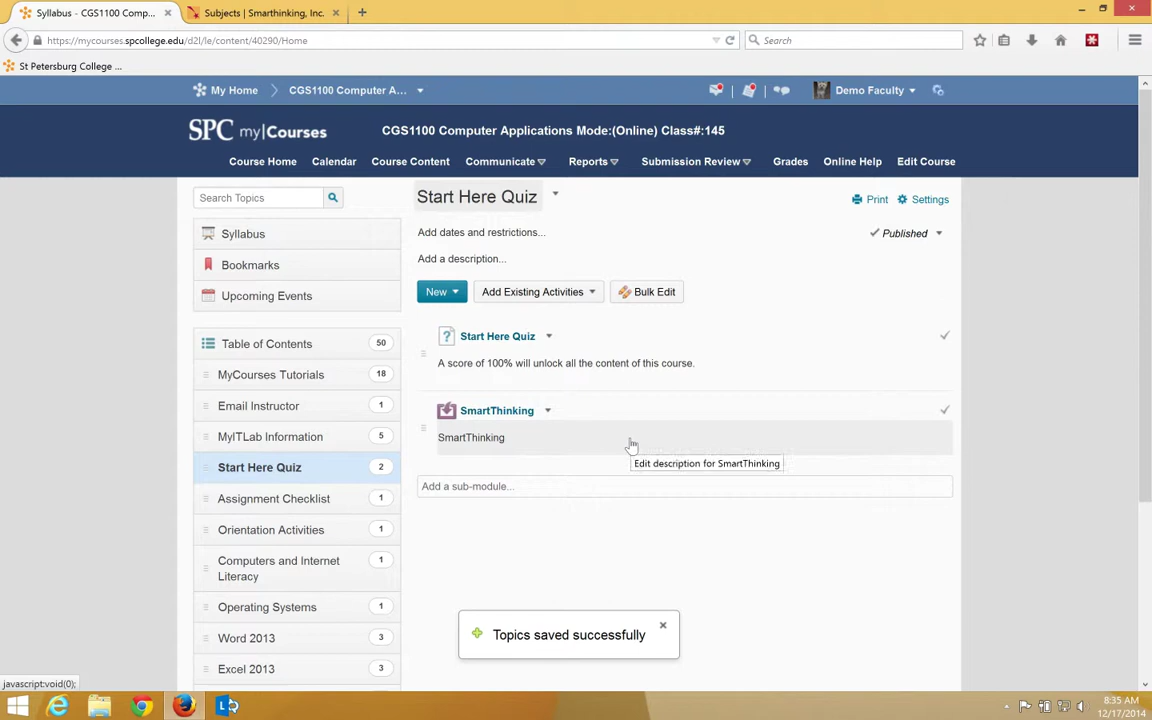 Syllabus - CGS1100 Comp... ×
Subjects | Smarthinking, Inc. ×
https://mycourses.spcollege.edu/d2l/le/content/40290/Home
Search
St Petersburg College ...
My Home
CGS1100 Computer A...
Demo Faculty
SPC my|Courses
CGS1100 Computer Applications Mode:(Online) Class#:145
Course Home Calendar Course Content Communicate Reports Submission Review Grades Online Help Edit Course
Search Topics
Syllabus
Bookmarks
Upcoming Events
Table of Contents 50
MyCourses Tutorials 18
Email Instructor 1
MyITLab Information 5
Start Here Quiz 2
Assignment Checklist 1
Orientation Activities 1
Computers and Internet
Literacy 1
Operating Systems 1
Word 2013 3
Excel 2013 3
Start Here Quiz
Print Settings
Add dates and restrictions...
Published
Add a description...
New Add Existing Activities Bulk Edit
Start Here Quiz
A score of 100% will unlock all the content of this course.
SmartThinking
SmartThinking
Edit description for SmartThinking
Add a sub-module...
Topics saved successfully
javascript:void(0);
8:35 AM
12/17/2014